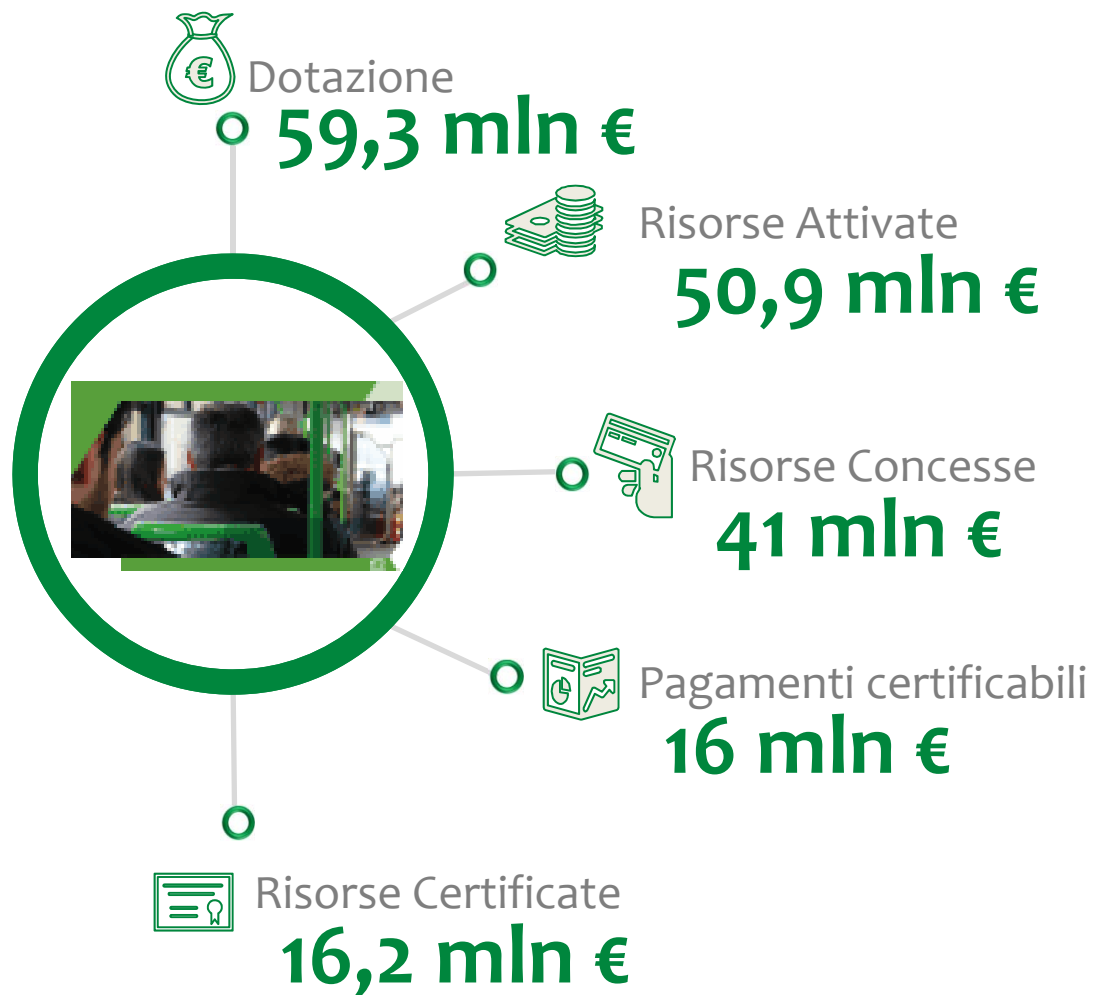 Dotazione
59,3 mln €
Risorse Attivate
50,9 mln €
Risorse Concesse
41 mln €
Pagamenti certificabili
16 mln €
Risorse Certificate
16,2 mln €